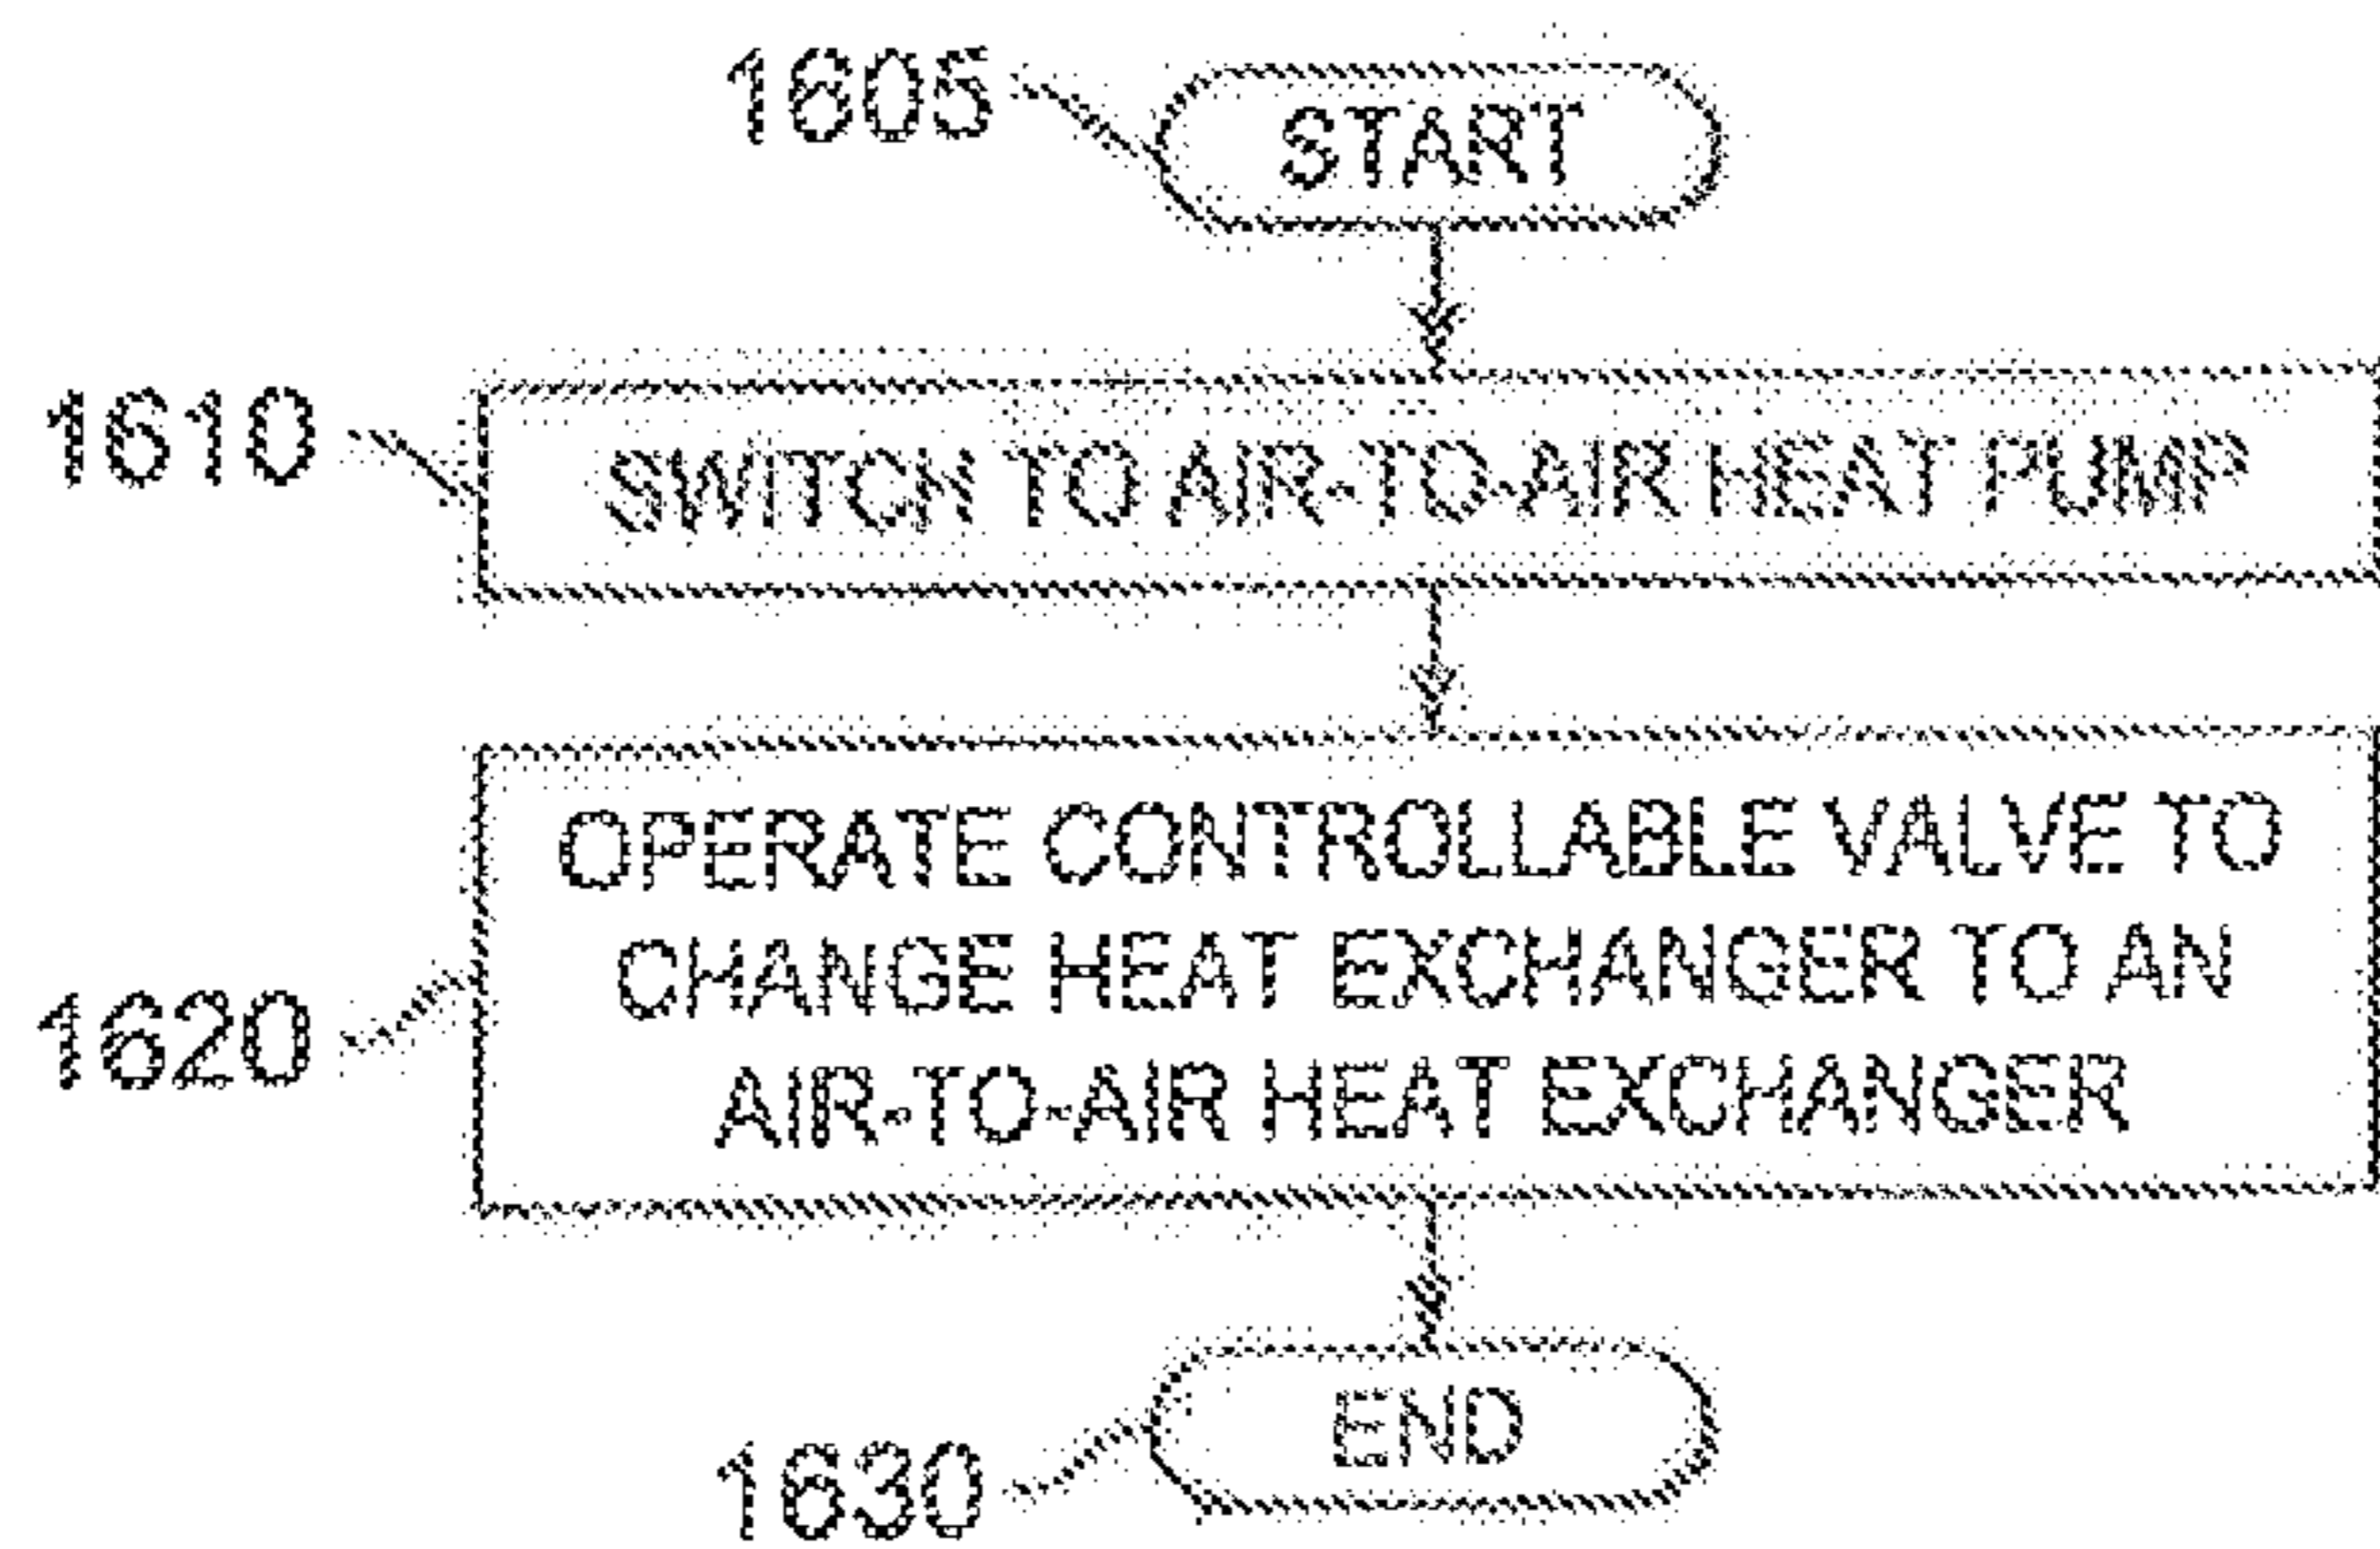 1605
START
1610
SWITCH TO AIR-TO-AIR HEAT PUMP
OPERATE CONTROLLABLE VALVE TO
CHANGE HEAT EXCHANGER TO AN
1620
AIR-TO-AIR HEAT EXCHANGER
END
1630